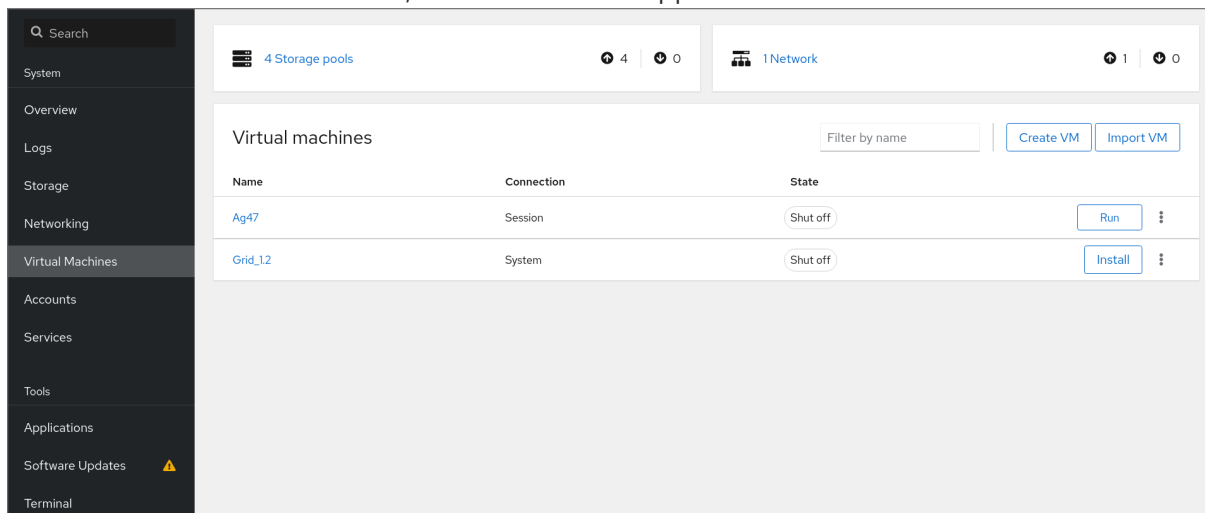 Search
System
Overview
Logs
Storage
Networking
Virtual Machines
Accounts
Services
Tools
Applications
Software Updates
Terminal
4 Storage pools 4 0
1 Network 1 0
Virtual machines Filter by name Create VM Import VM
Name Connection State
Ag47 Session Shut off Run
Grid_1.2 System Shut off Install